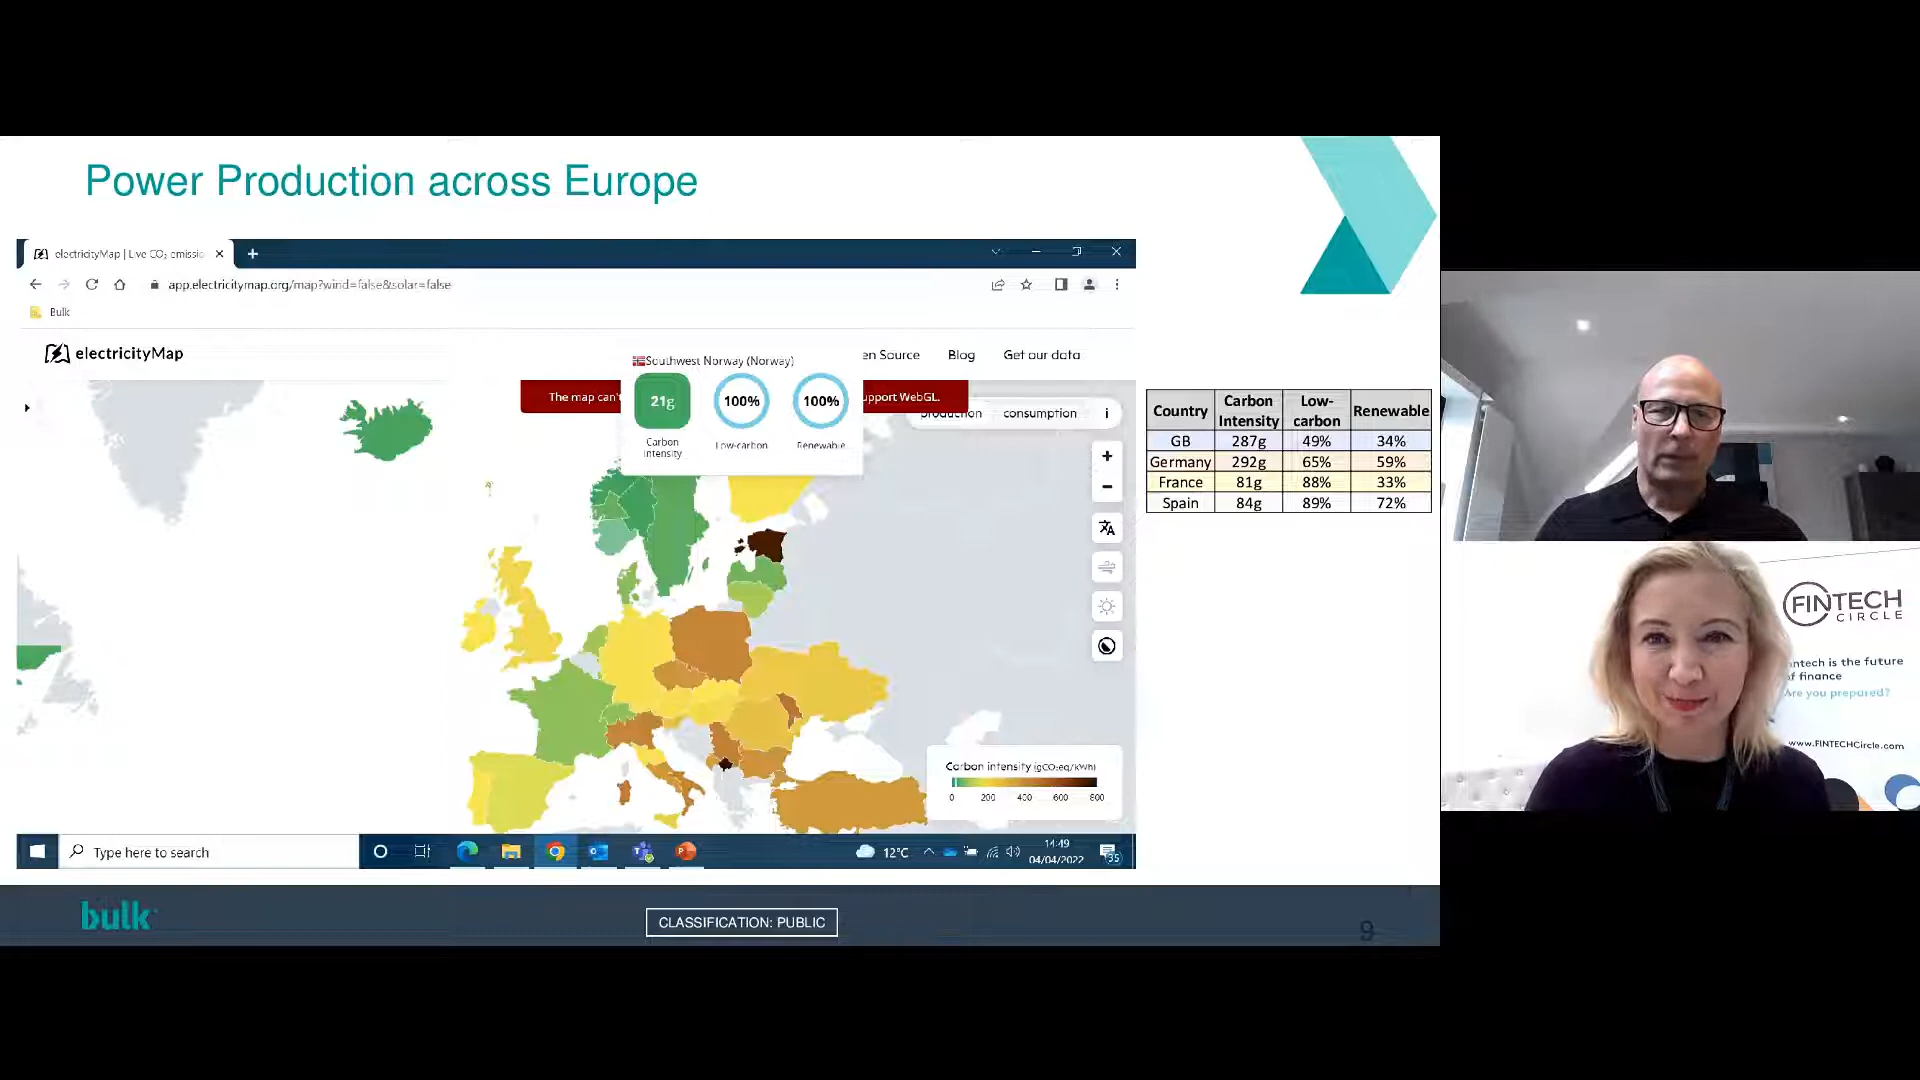 Power Production across Europe
electricityMap | Live CO₂ emissio
app.electricitymap.org/map?wind=false&solar=false
Bulk
electricityMap
en Source Blog Get our data
Southwest Norway (Norway)
The map can't
upport WebGL.
21g
100%
100%
Carbon
Intensity
Low-carbon
Renewable
production consumption i
+
-
Carbon intensity (gCO₂eq/kWh)
0 200 400 600 800
Type here to search
12°C
14:49
04/04/2022
35
Country Carbon Intensity Low-carbon Renewable
GB 287g 49% 34%
Germany 292g 65% 59%
France 81g 88% 33%
Spain 84g 89% 72%
bulk
CLASSIFICATION: PUBLIC
9
FINTECH
CIRCLE
ntech is the future
f finance
Are you prepared?
www.FINTECHCircle.com